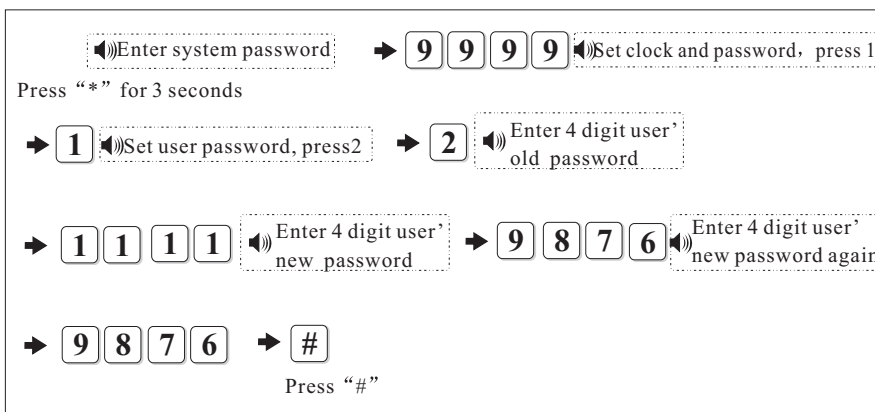 Enter system password 9 9 9 9 Set clock and password, press 1
Press “*” for 3 seconds
1 Set user password, press2 2 Enter 4 digit user’
old password
1 1 1 1 Enter 4 digit user’
new password
9 8 7 6 Enter 4 digit user’
new password again
9 8 7 6 #
Press “#”